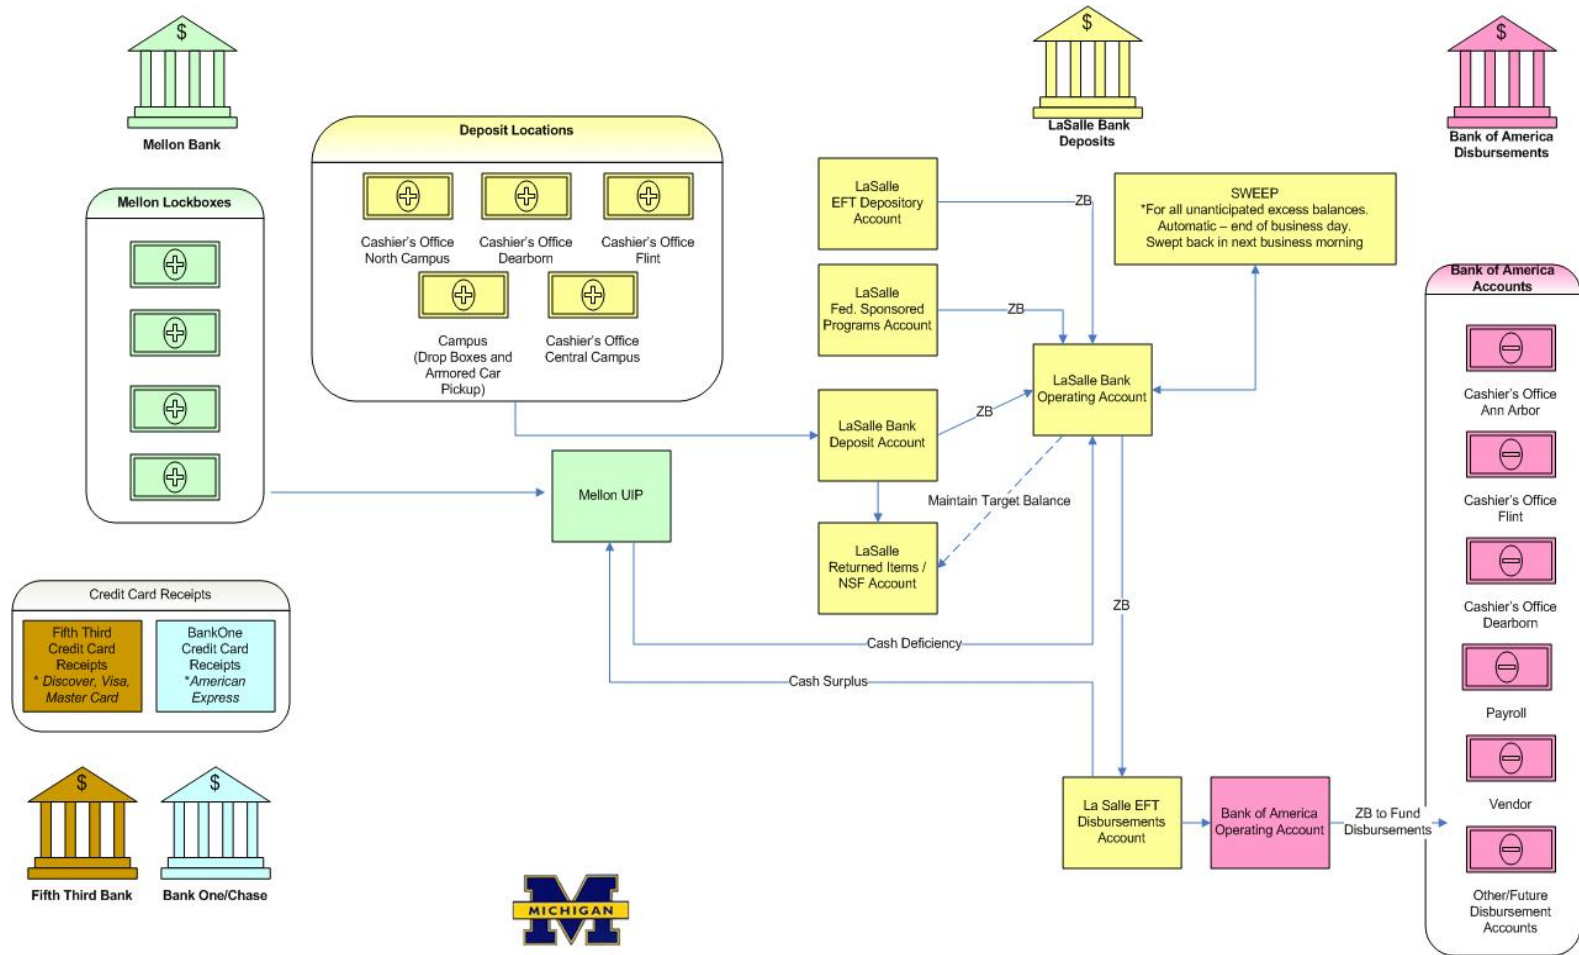 $
Mellon Bank
$
LaSalle Bank
Deposits
$
Bank of America
Disbursements
Mellon Lockboxes
Deposit Locations
Cashier's Office
North Campus
Cashier's Office
Dearborn
Cashier's Office
Flint
Campus
(Drop Boxes and
Armored Car
Pickup)
Cashier's Office
Central Campus
LaSalle
EFT Depository
Account
ZB
SWEEP
*For all unanticipated excess balances.
Automatic – end of business day.
Swept back in next business morning
LaSalle
Fed. Sponsored
Programs Account
ZB
LaSalle Bank
Operating Account
LaSalle Bank
Deposit Account
ZB
Maintain Target Balance
LaSalle
Returned Items /
NSF Account
Mellon UIP
ZB
Cash Deficiency
Cash Surplus
Credit Card Receipts
Fifth Third
Credit Card
Receipts
* Discover, Visa,
Master Card
BankOne
Credit Card
Receipts
*American
Express
$
Fifth Third Bank
$
Bank One/Chase
MICHIGAN
La Salle EFT
Disbursements
Account
Bank of America
Operating Account
ZB to Fund
Disbursements
Bank of America
Accounts
Cashier's Office
Ann Arbor
Cashier's Office
Flint
Cashier's Office
Dearborn
Payroll
Vendor
Other/Future
Disbursement
Accounts